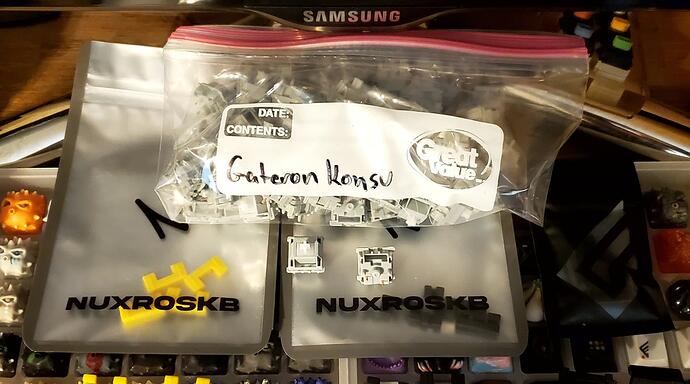 SAMSUNG
DATE:
CONTENTS:
Gateron Konsu
Great
Value
NUXROSKB
NUXROSKB